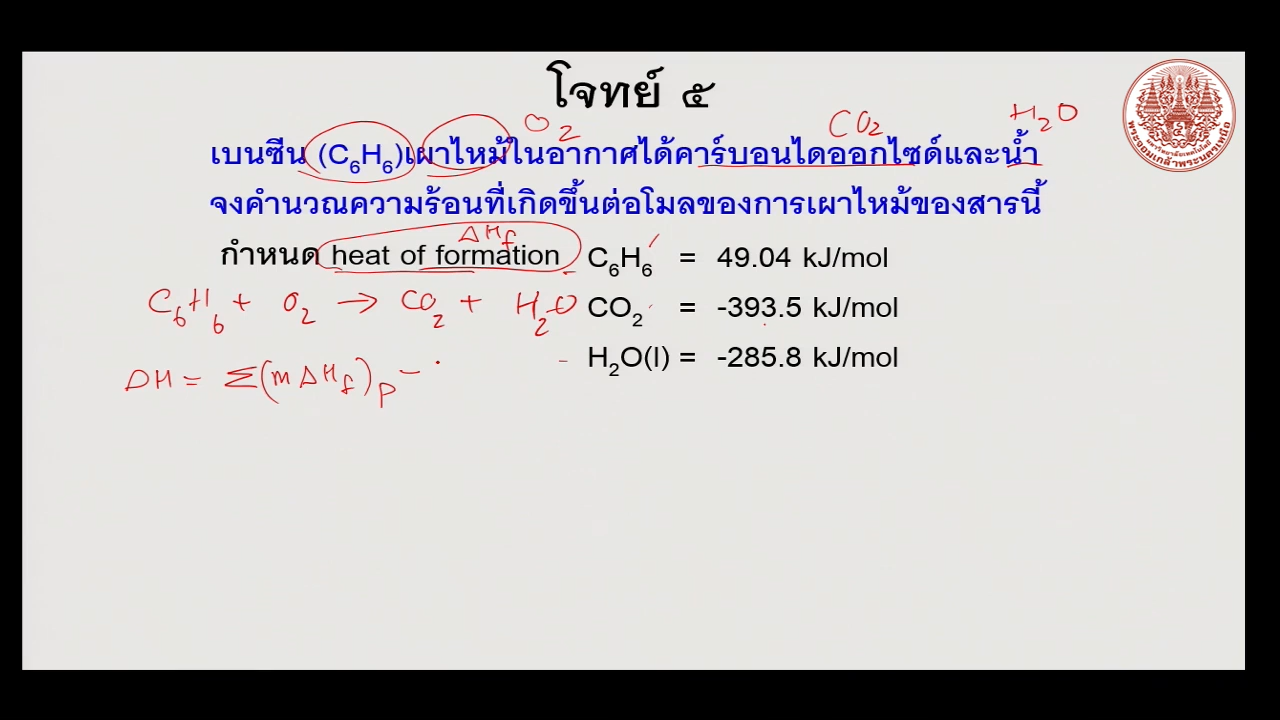 โจทย์ ๕
O2 CO2 H2O
เบนซีน (C6H6)เผาไหม้ในอากาศได้คาร์บอนไดออกไซด์และน้ำ
จงคำนวณความร้อนที่เกิดขึ้นต่อโมลของการเผาไหม้ของสารนี้
ΔHf
กำหนด heat of formation C6H6 = 49.04 kJ/mol
C6H6 + O2 → CO2 + H2O
CO2 = -393.5 kJ/mol
H2O(l) = -285.8 kJ/mol
ΔH = Σ(m ΔHf)p -